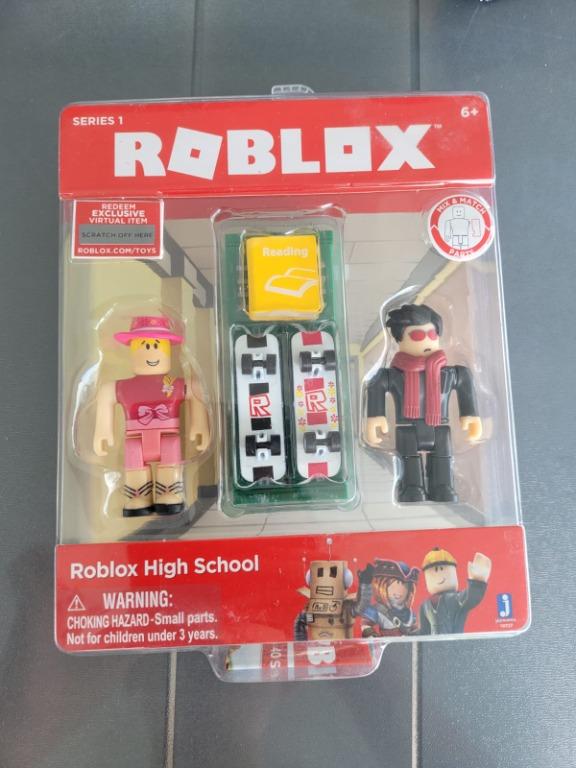 SERIES 1
6+
ROBLOX™
REDEEM
EXCLUSIVE
VIRTUAL ITEM
SCRATCH OFF HERE
ROBLOX.COM/TOYS
MIX & MATCH
PARTS
Reading
R
R
Roblox High School
WARNING:
CHOKING HAZARD-Small parts.
Not for children under 3 years.
j